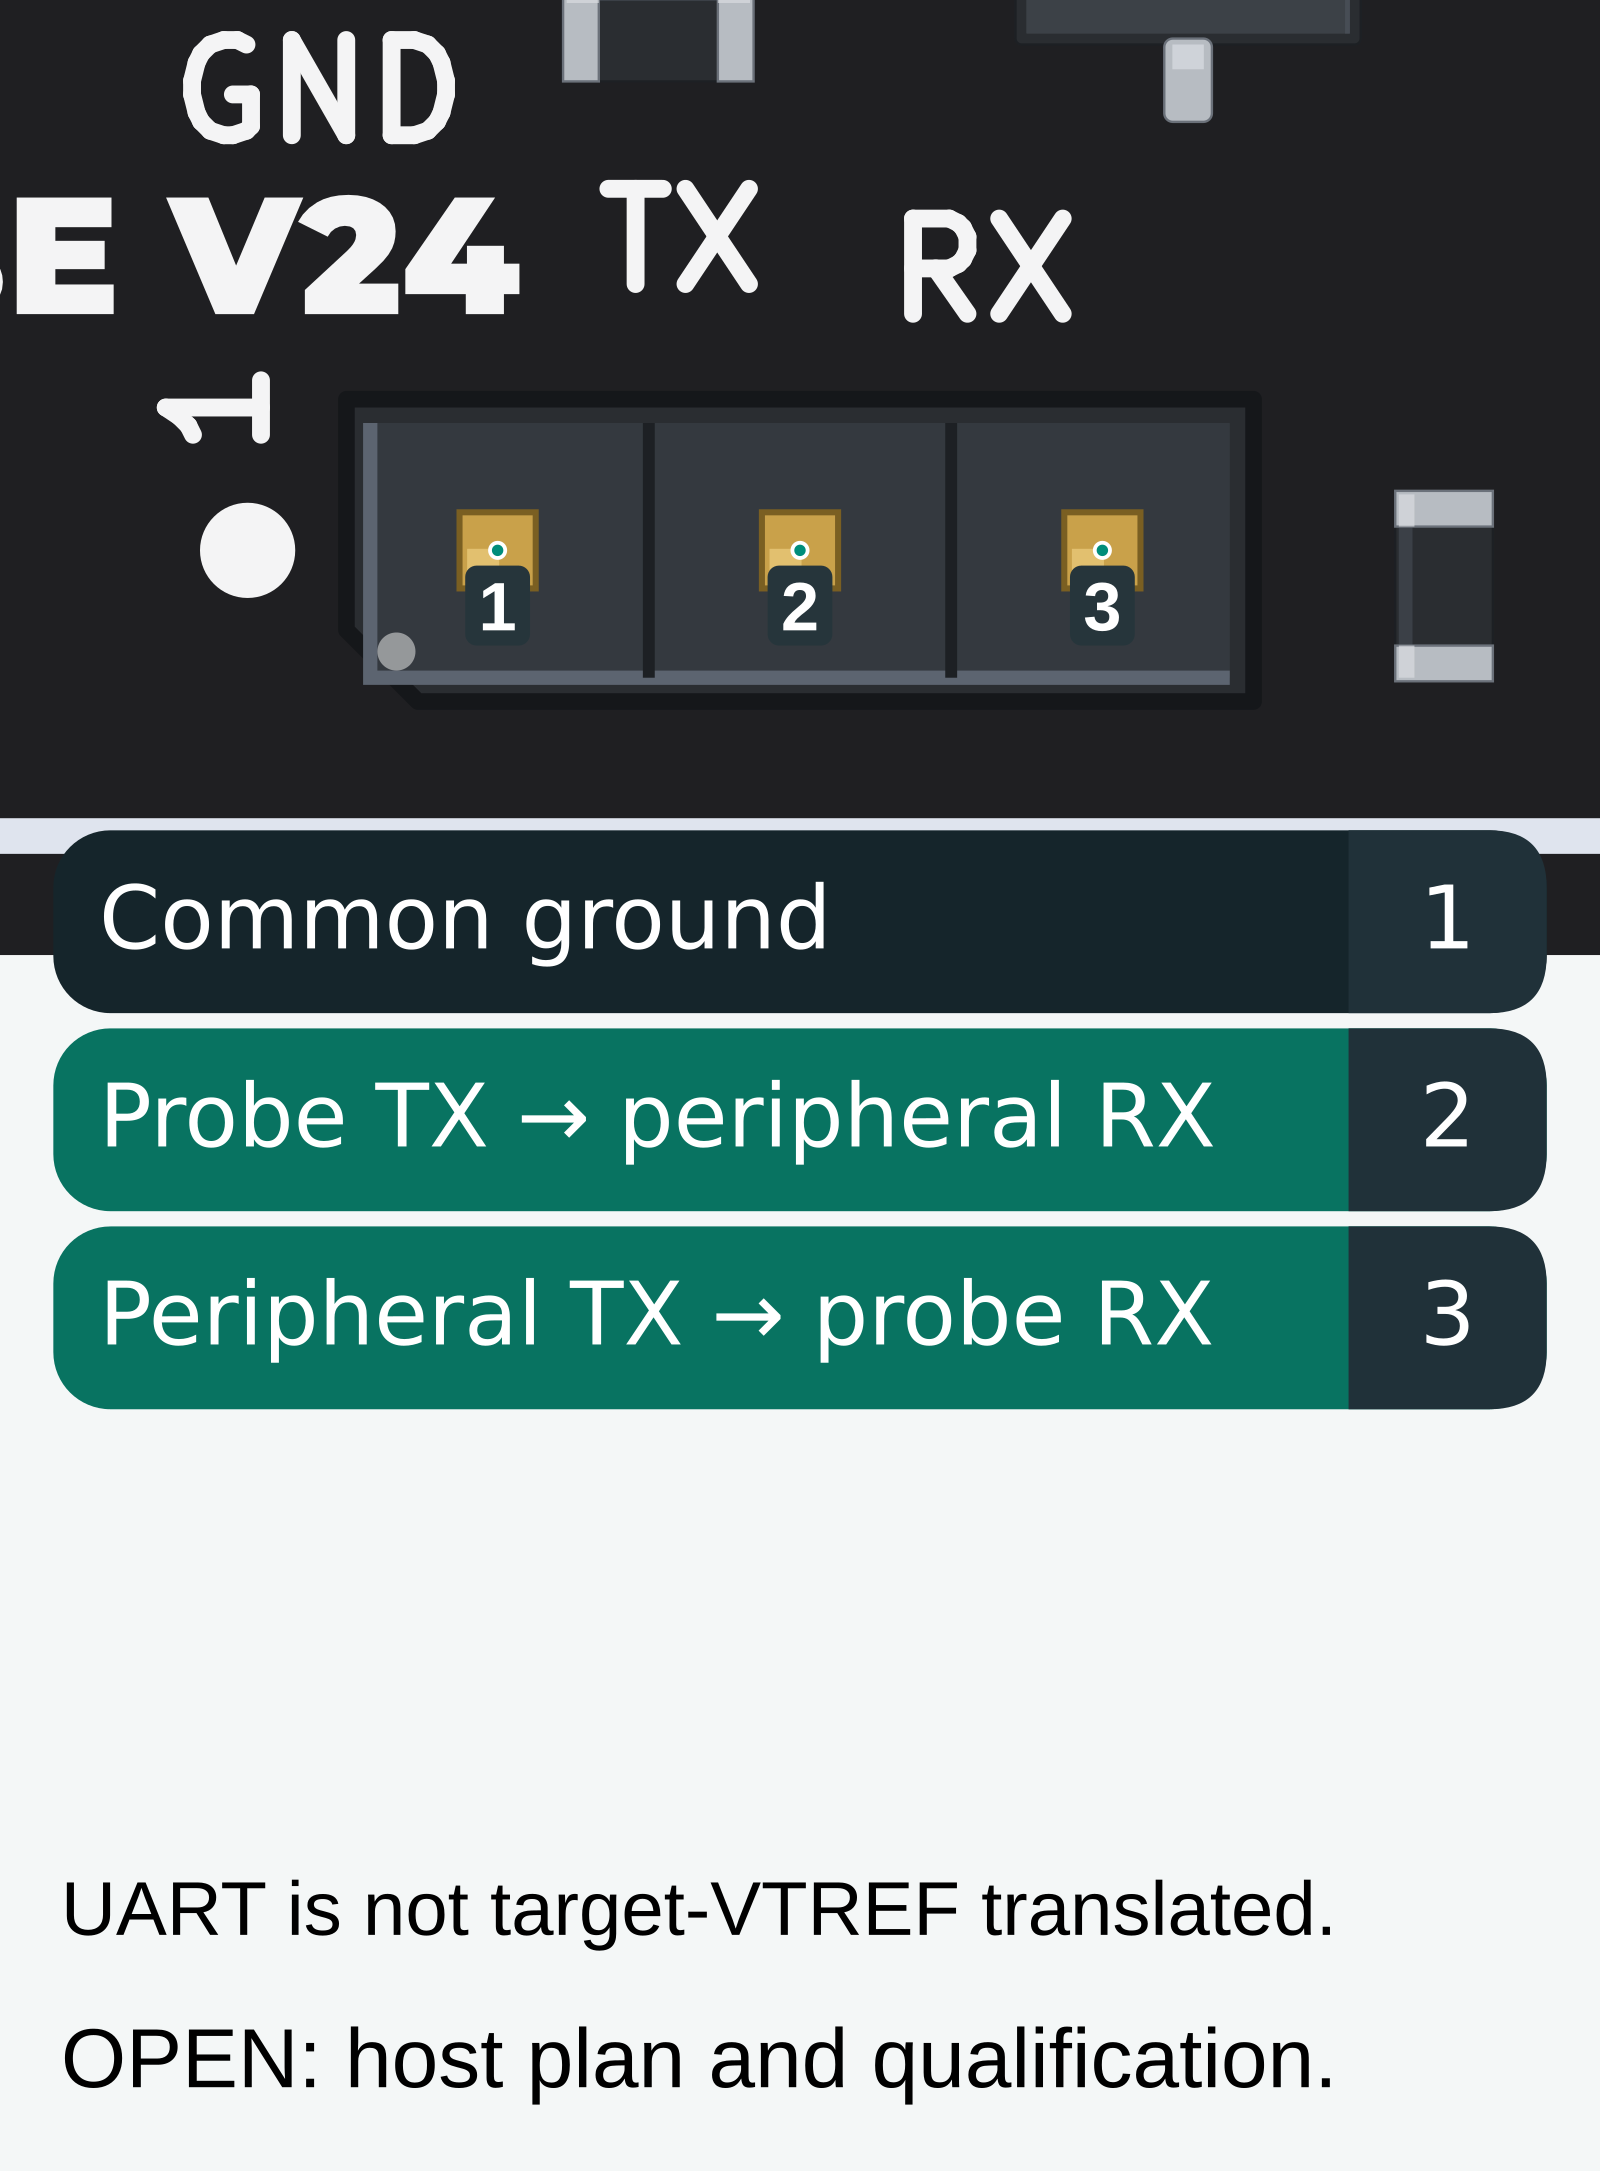 GND
E V24
TX
RX
1
1
2
3
Common ground 1
Probe TX → peripheral RX 2
Peripheral TX → probe RX 3
UART is not target-VTREF translated.
OPEN: host plan and qualification.